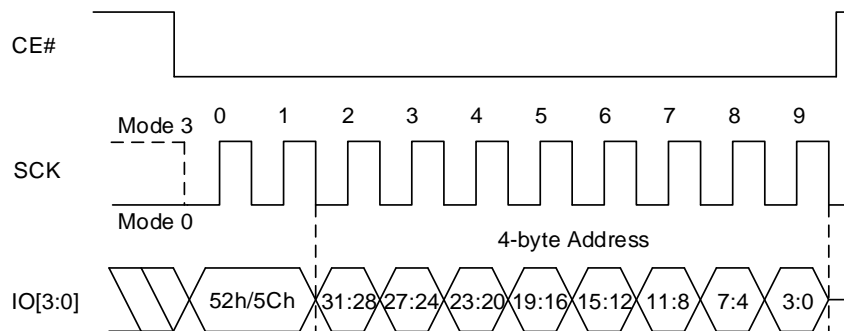 CE#
0 1 2 3 4 5 6 7 8 9
Mode 3
SCK
Mode 0
4-byte Address
IO[3:0] 52h/5Ch 31:28 27:24 23:20 19:16 15:12 11:8 7:4 3:0